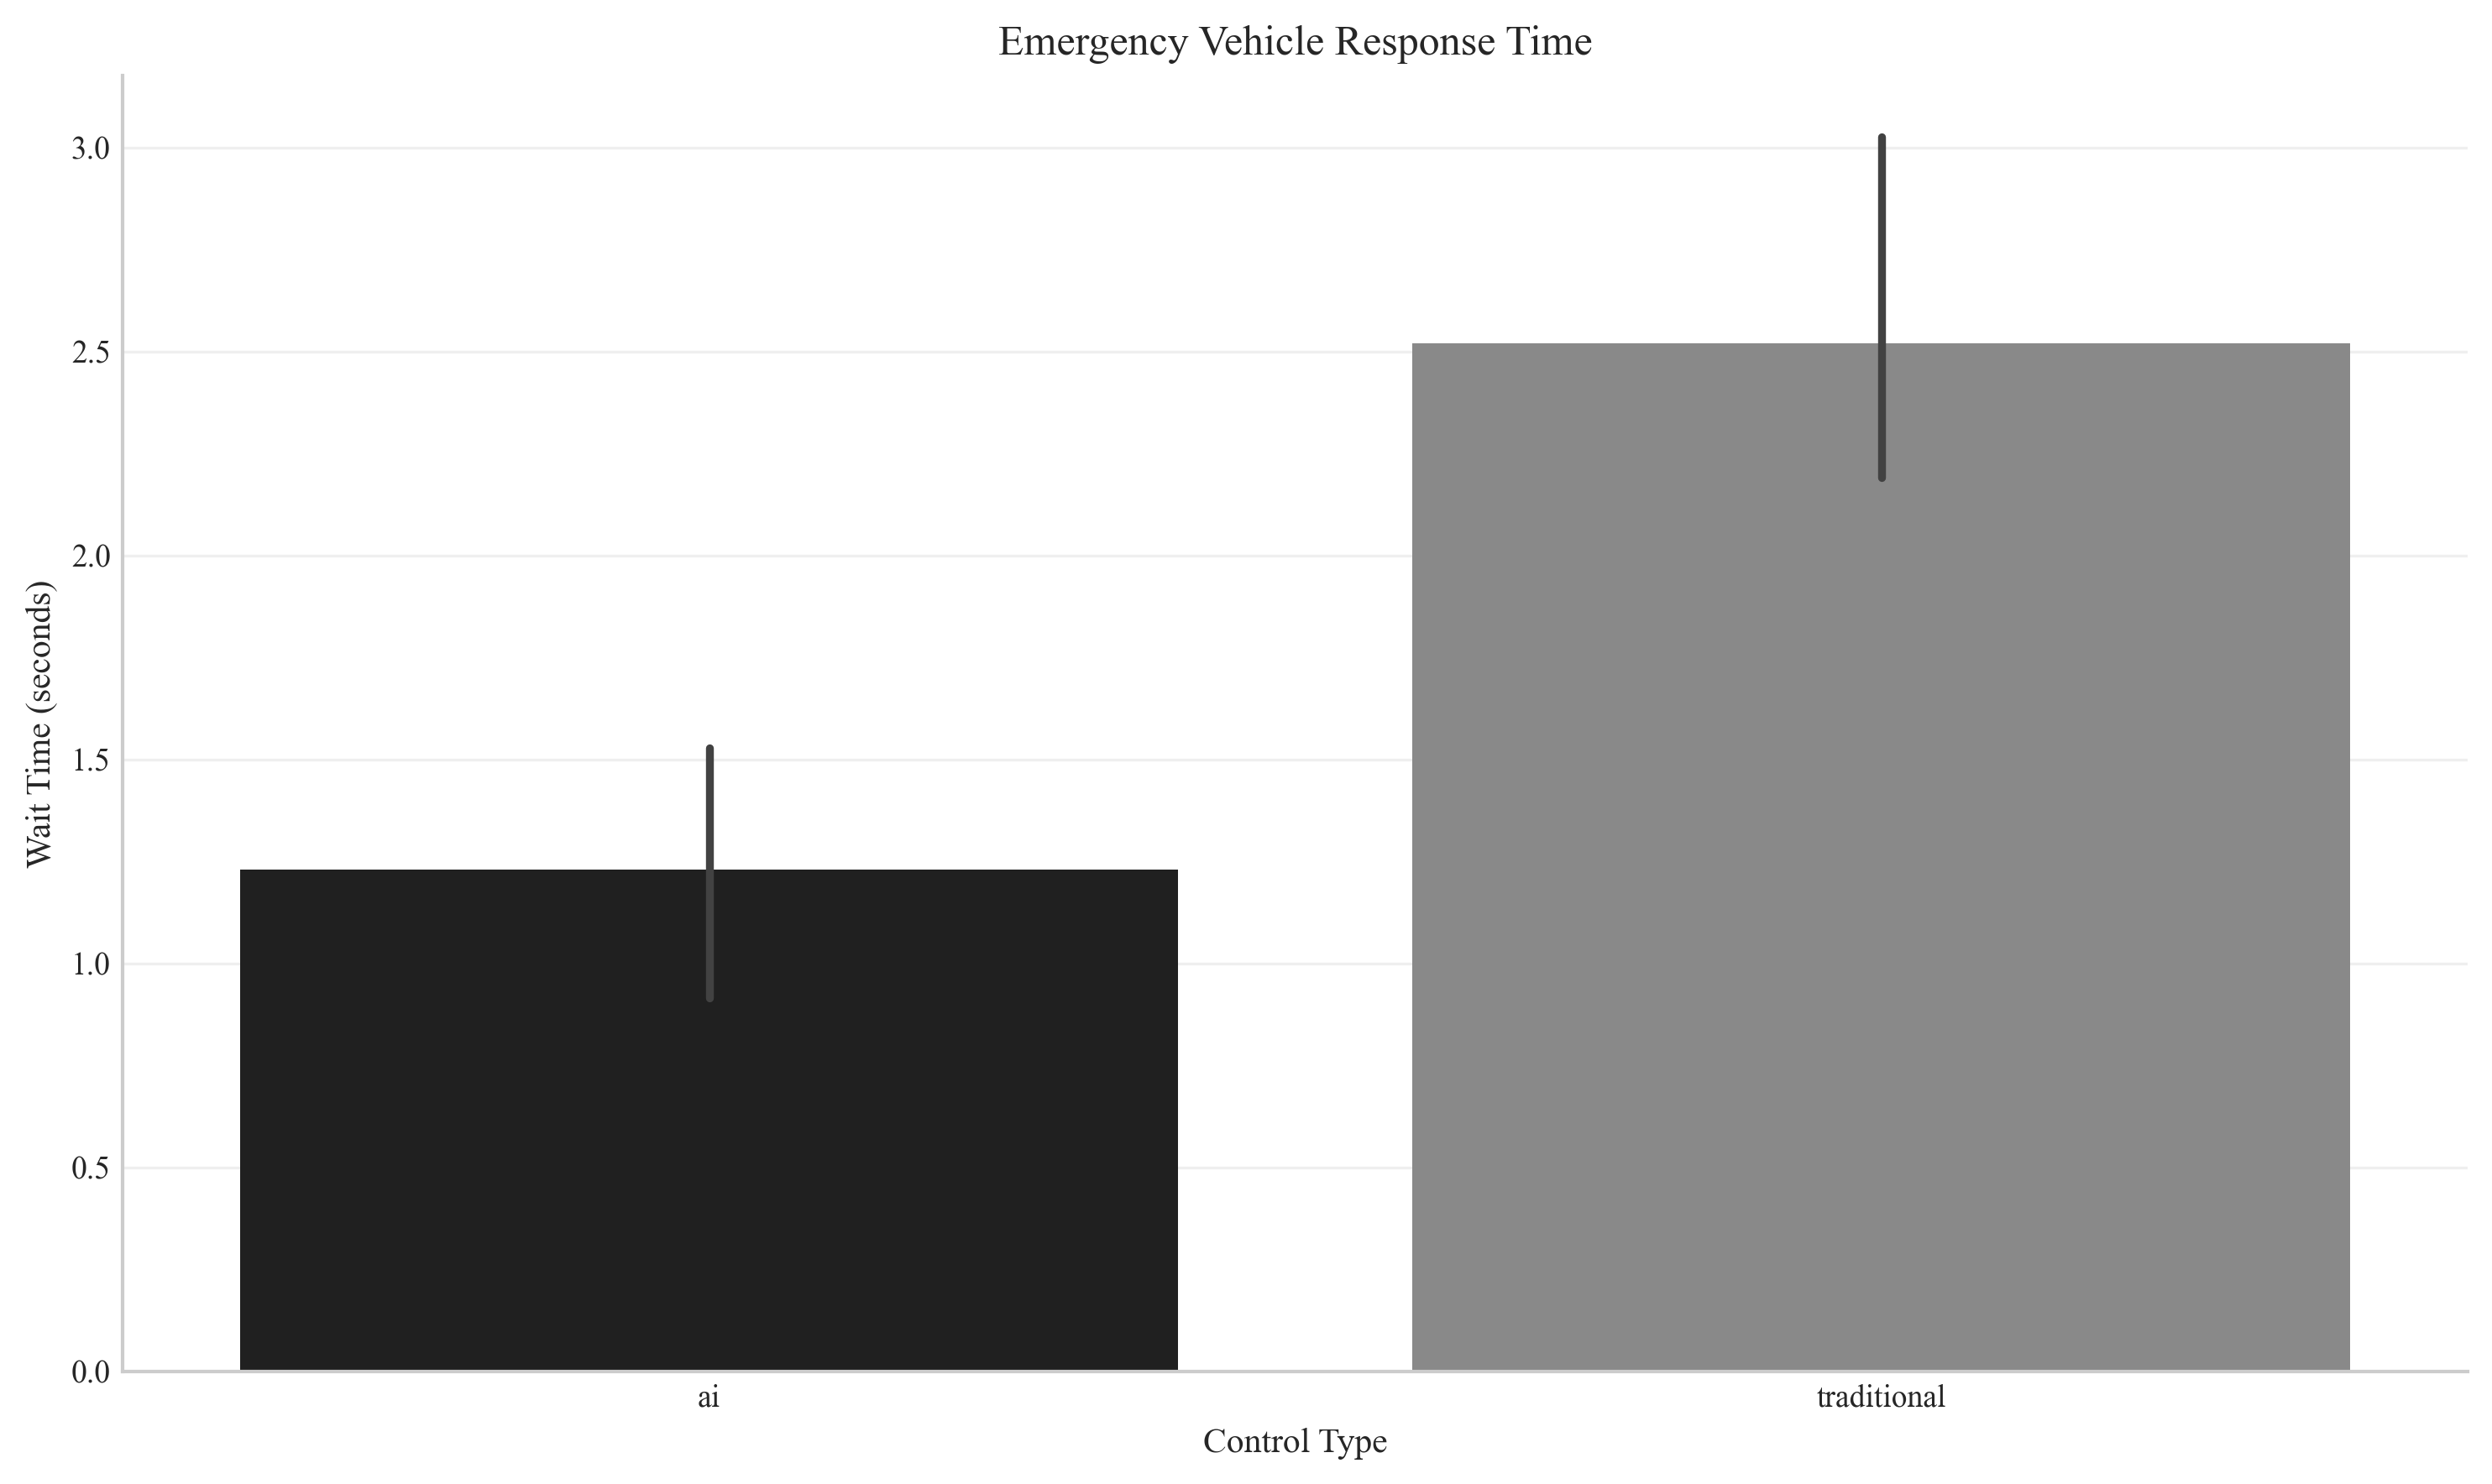 Emergency Vehicle Response Time
3.0
2.5
2.0
1.5
1.0
0.5
0.0
Wait Time (seconds)
ai
traditional
Control Type